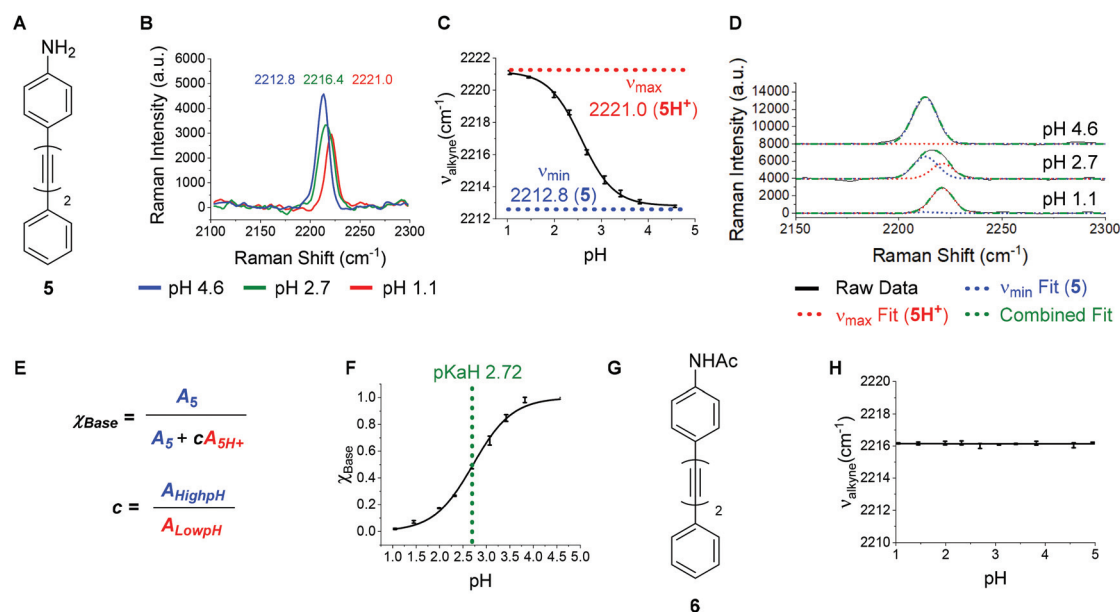 A
NH2
2
5
B
Raman Intensity (a.u.)
6000
5000
4000
3000
2000
1000
0
2212.8 2216.4 2221.0
2100 2150 2200 2250 2300
Raman Shift (cm-1)
pH 4.6 pH 2.7 pH 1.1
C
νalkyne(cm-1)
2222
2220
2218
2216
2214
2212
νmax
2221.0 (5H+)
νmin
2212.8 (5)
0 1 2 3 4 5
pH
D
Raman Intensity (a.u.)
14000
12000
10000
8000
6000
4000
2000
0
pH 4.6
pH 2.7
pH 1.1
2150 2200 2250 2300
Raman Shift (cm-1)
Raw Data
νmin Fit (5)
νmax Fit (5H+)
Combined Fit
E
χBase = A5 / A5 + cA5H+
c = AHighpH / ALowpH
F
pKaH 2.72
χBase
1.0
0.8
0.6
0.4
0.2
0.0
1.0 1.5 2.0 2.5 3.0 3.5 4.0 4.5 5.0
pH
G
NHAc
2
6
H
νalkyne(cm-1)
2220
2218
2216
2214
2212
2210
1 2 3 4 5
pH